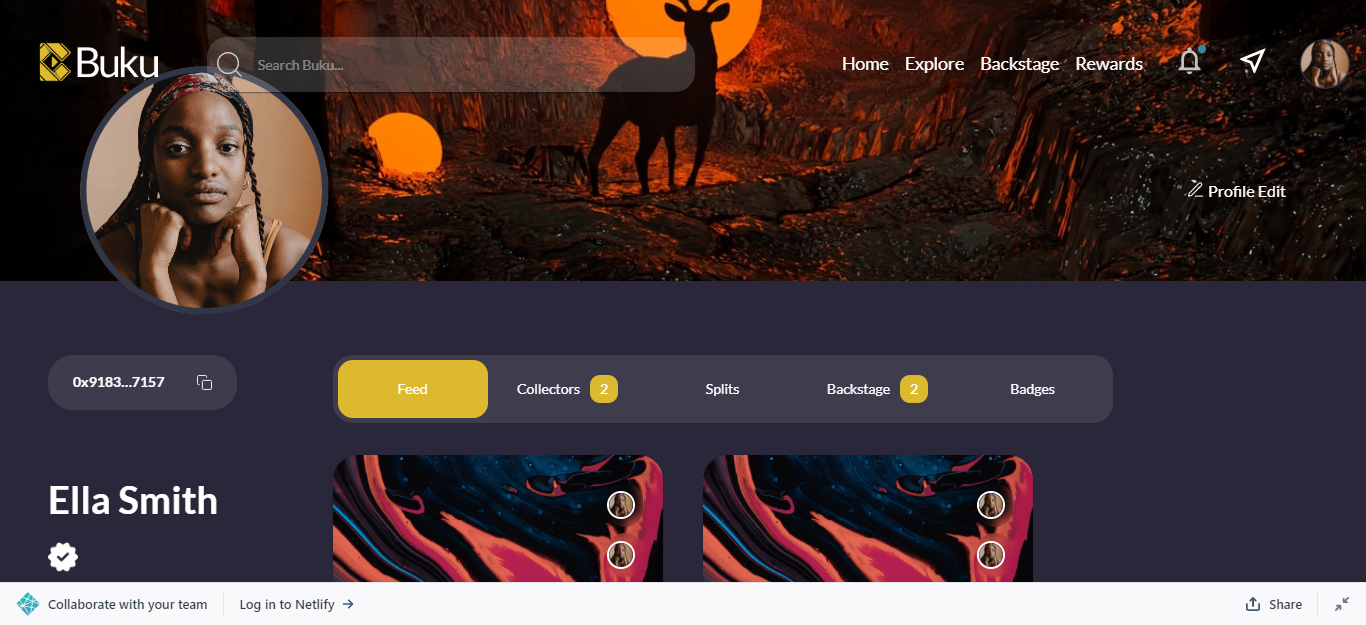 Buku
Search Buku...
Home Explore Backstage Rewards
Profile Edit
0x9183...7157
Feed Collectors 2 Splits Backstage 2 Badges
Ella Smith
Collaborate with your team Log in to Netlify → Share